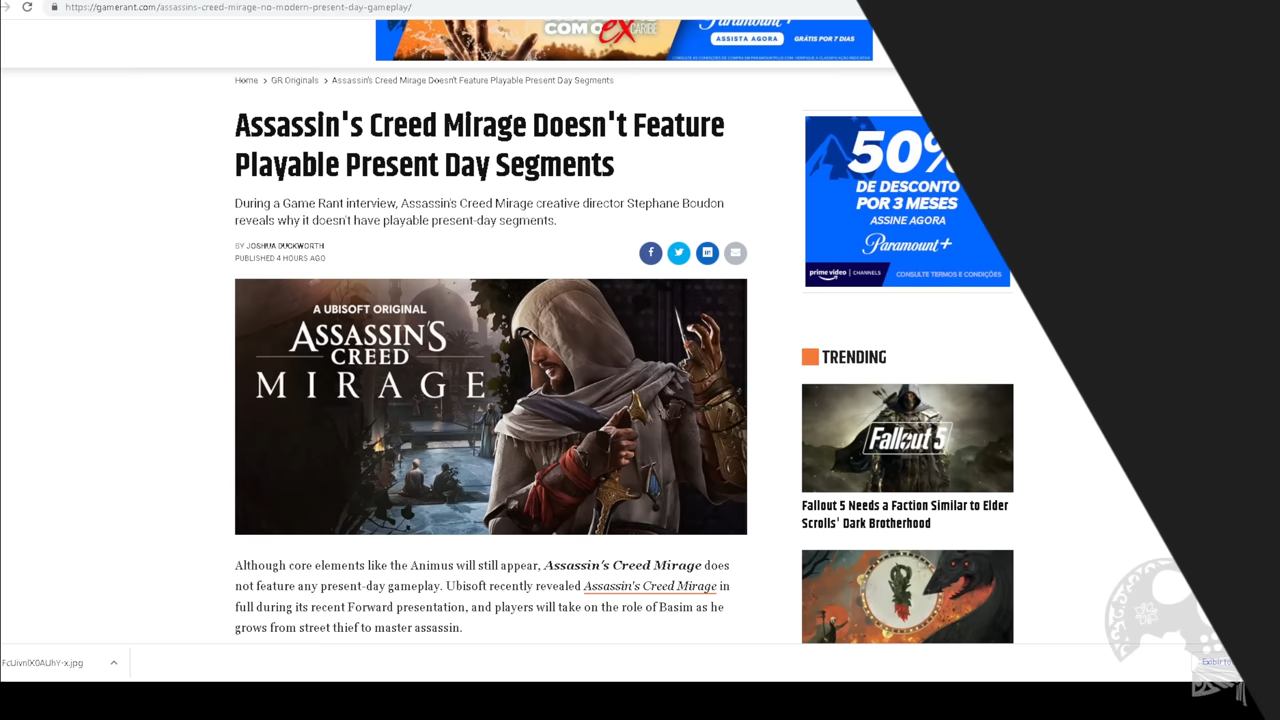 https://gamerant.com/assassins-creed-mirage-no-modern-present-day-gameplay/
COM O ex CARIBE
Paramount+
ASSISTA AGORA
GRÁTIS POR 7 DIAS
Home > GR Originals > Assassin's Creed Mirage Doesn't Feature Playable Present Day Segments
Assassin's Creed Mirage Doesn't Feature
Playable Present Day Segments
During a Game Rant interview, Assassin's Creed Mirage creative director Stephane Boudon
reveals why it doesn't have playable present-day segments.
BY JOSHUA DUCKWORTH
PUBLISHED 4 HOURS AGO
A UBISOFT ORIGINAL
ASSASSIN'S
CREED
MIRAGE
Although core elements like the Animus will still appear, Assassin's Creed Mirage does
not feature any present-day gameplay. Ubisoft recently revealed Assassin's Creed Mirage in
full during its recent Forward presentation, and players will take on the role of Basim as he
grows from street thief to master assassin.
50%
DE DESCONTO
POR 3 MESES
ASSINE AGORA
Paramount+
prime video | CHANNELS
CONSULTE TERMOS E CONDIÇÕES
TRENDING
Fallout 5
Fallout 5 Needs a Faction Similar to Elder
Scrolls' Dark Brotherhood